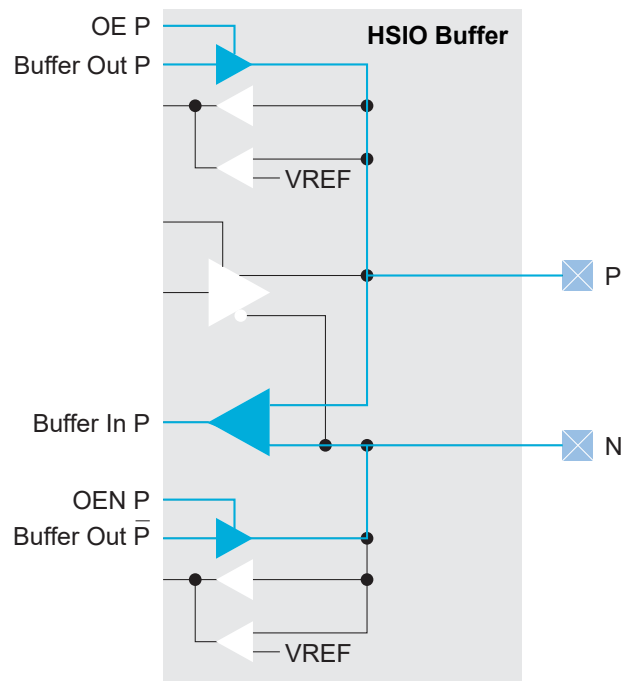 OE P
HSIO Buffer
Buffer Out P
VREF
P
Buffer In P
N
OEN P
Buffer Out P̅
VREF